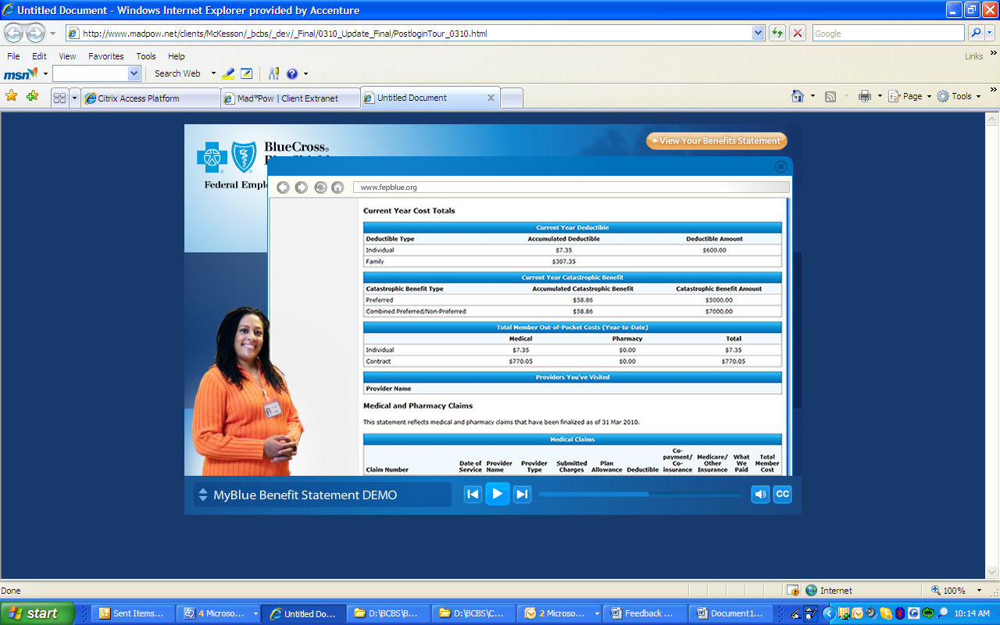 Untitled Document - Windows Internet Explorer provided by Accenture
http://www.madpow.net/clients/McKesson/_bcbs/_dev/_Final/0310_Update_Final/PostloginTour_0310.html
Google
File Edit View Favorites Tools Help
Links
msn
Search Web
Citrix Access Platform
Mad*Pow | Client Extranet
Untitled Document
Page
Tools
BlueCross®
View Your Benefits Statement
Federal Empl
www.fepblue.org
Current Year Cost Totals
Current Year Deductible
Deductible Type Accumulated Deductible Deductible Amount
Individual $7.35 $600.00
Family $307.35
Current Year Catastrophic Benefit
Catastrophic Benefit Type Accumulated Catastrophic Benefit Catastrophic Benefit Amount
Preferred $58.86 $5000.00
Combined Preferred/Non-Preferred $58.86 $7000.00
Total Member Out-of-Pocket Costs (Year-to-Date)
Medical Pharmacy Total
Individual $7.35 $0.00 $7.35
Contract $770.05 $0.00 $770.05
Providers You've Visited
Provider Name
Medical and Pharmacy Claims
This statement reflects medical and pharmacy claims that have been finalized as of 31 Mar 2010.
Medical Claims
Claim Number
Date of Service
Provider Name
Provider Type
Submitted Charges
Plan Allowance
Deductible
Co-payment/ Co-insurance
Medicare/ Other Insurance
What We Paid
Total Member Cost
MyBlue Benefit Statement DEMO
CC
Done
Internet
100%
start
Sent Items...
4 Microso...
Untitled Do...
D:\BCBS\B...
D:\BCBS\C...
2 Microso...
Feedback ...
Document1...
10:14 AM